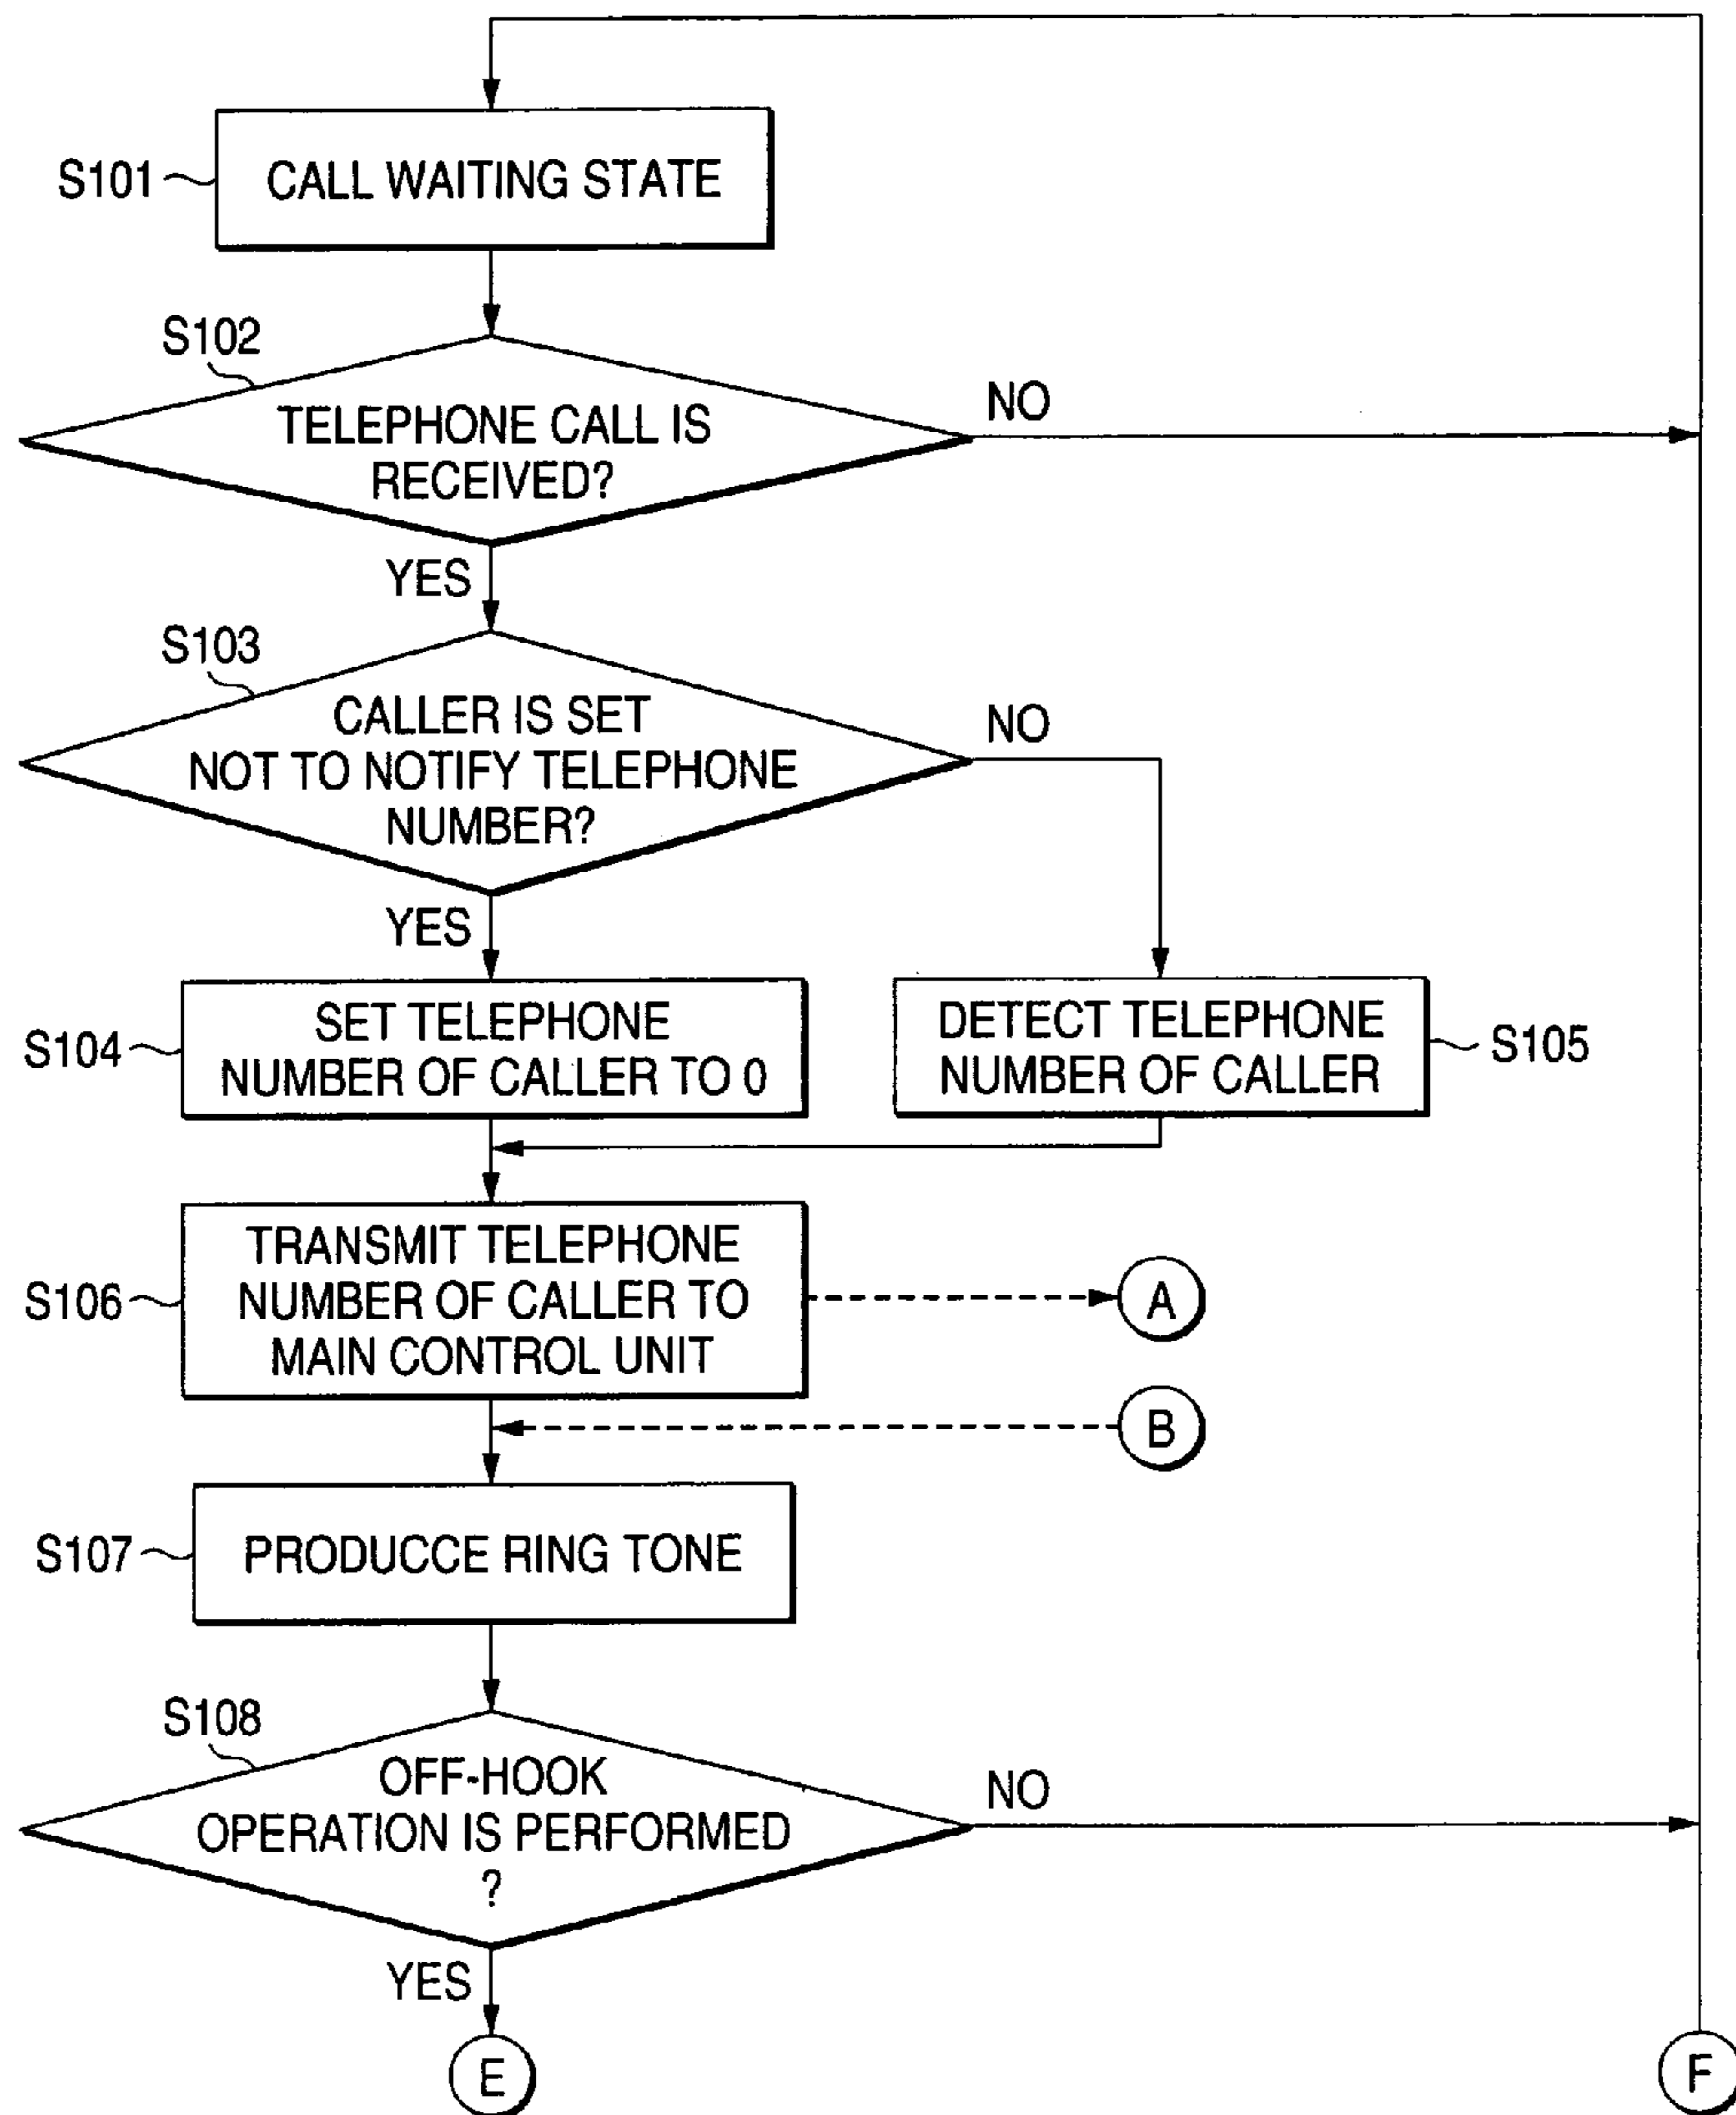 S101
CALL WAITING STATE
S102
TELEPHONE CALL IS
RECEIVED?
NO
YES
S103
CALLER IS SET
NOT TO NOTIFY TELEPHONE
NUMBER?
NO
YES
S104
SET TELEPHONE
NUMBER OF CALLER TO 0
DETECT TELEPHONE
NUMBER OF CALLER
S105
S106
TRANSMIT TELEPHONE
NUMBER OF CALLER TO
MAIN CONTROL UNIT
A
B
S107
PRODUCCE RING TONE
S108
OFF-HOOK
OPERATION IS PERFORMED
?
NO
YES
E
F